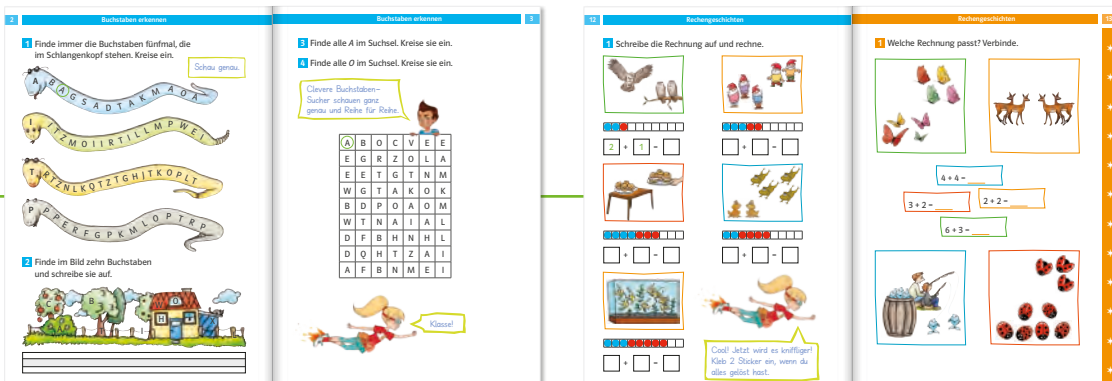 2
Buchstaben erkennen
1 Finde immer die Buchstaben fünfmal, die
im Schlangenkopf stehen. Kreise ein.
Schau genau.
A
B A G S A D T A K M A O A
I
T Z M O I I R T I L L M P W E I
T
R T Z N L K Q T Z T G H I T K O P L T
P
P P E R F G P K M L O P T R P
2 Finde im Bild zehn Buchstaben
und schreibe sie auf.
Buchstaben erkennen
3
3 Finde alle A im Suchsel. Kreise sie ein.
4 Finde alle O im Suchsel. Kreise sie ein.
Clevere Buchstaben-
Sucher schauen ganz
genau und Reihe für Reihe.
A B O C V E E
E G R Z O L A
E E T G T N M
W G T A K O K
B D P O A O M
W T N A I A L
D F B H N H L
D Q H T Z A I
A F B N M E I
Klasse!
12
Rechengeschichten
1 Schreibe die Rechnung auf und rechne.
2 + 1 =
+ =
+ =
+ =
+ =
Cool! Jetzt wird es kniffliger!
Kleb 2 Sticker ein, wenn du
alles gelöst hast.
Rechengeschichten
13
1 Welche Rechnung passt? Verbinde.
4 + 4 = ____
3 + 2 = ____
2 + 2 = ____
6 + 3 = ____